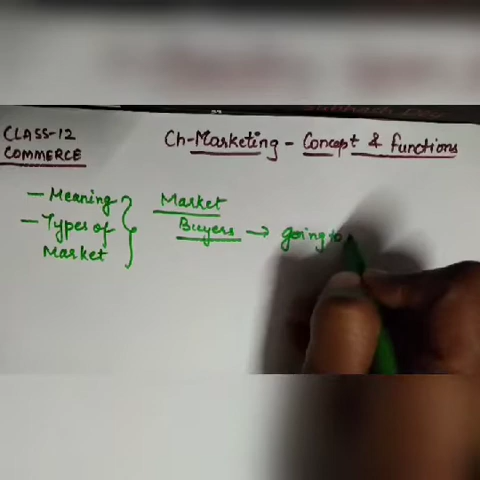 CLASS-12
COMMERCE
Ch-Marketing - Concept & functions
- Meaning
- Types of
Market
Market
Buyers → going to